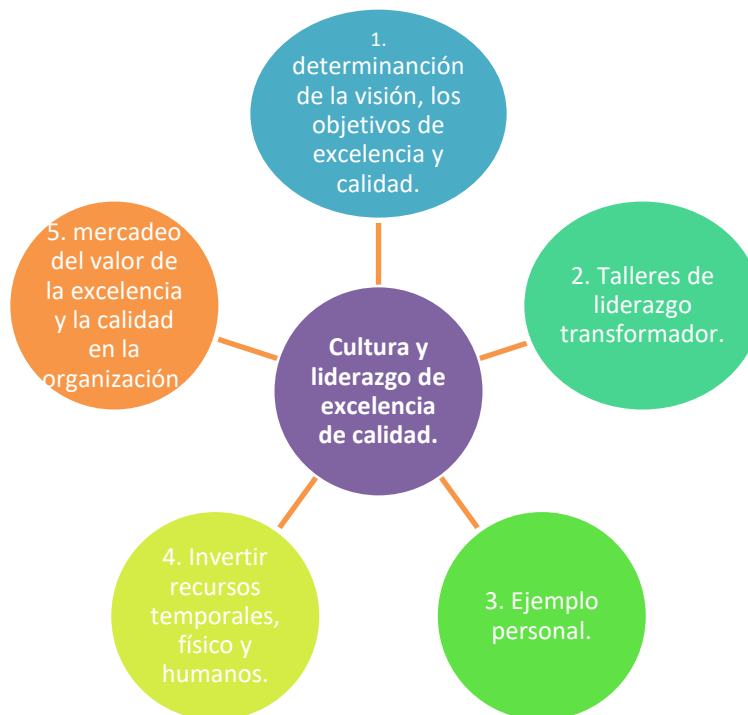 1.
determinanción
de la visión, los
objetivos de
excelencia y
calidad.
2. Talleres de
liderazgo
transformador.
3. Ejemplo
personal.
4. Invertir
recursos
temporales,
físico y
humanos.
5. mercadeo
del valor de
la excelencia
y la calidad
en la
organización.
Cultura y
liderazgo de
excelencia
de calidad.